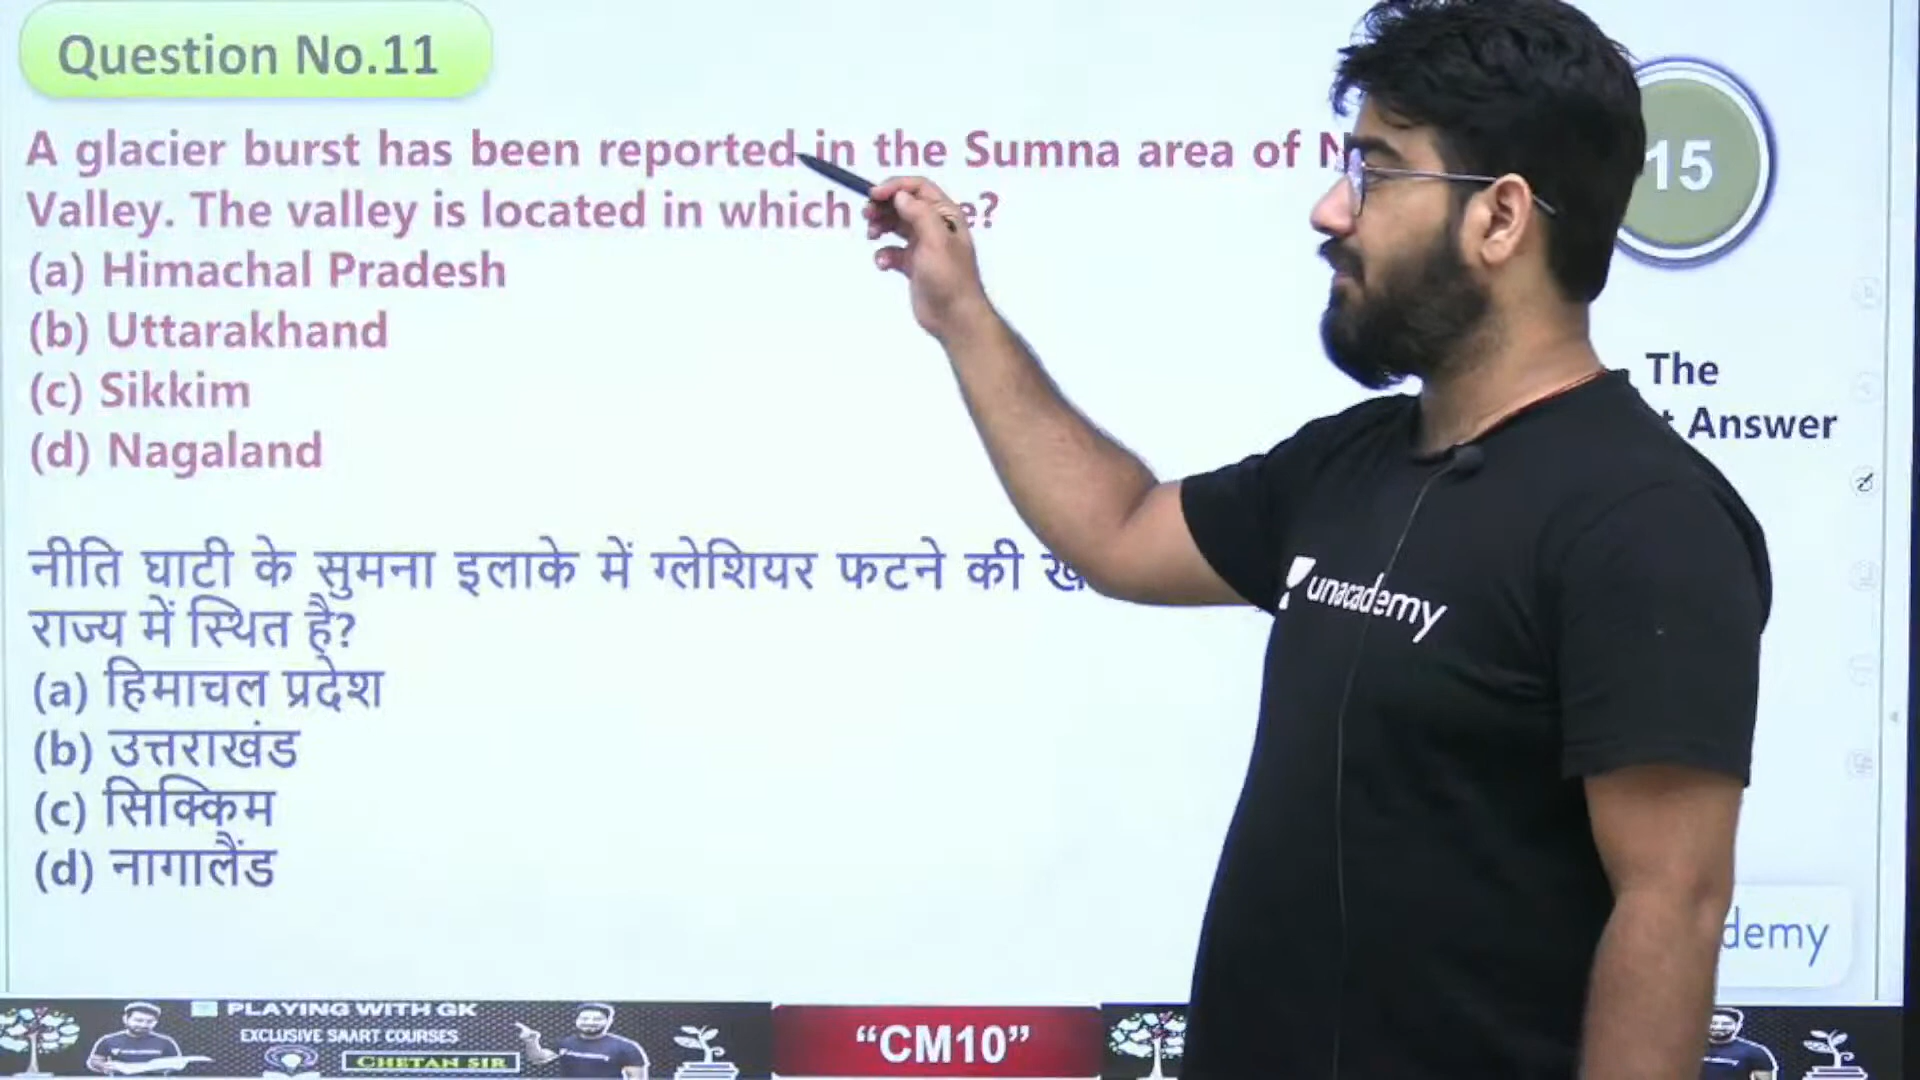 Question No.11
A glacier burst has been reported in the Sumna area of
Valley. The valley is located in which
(a) Himachal Pradesh
(b) Uttarakhand
(c) Sikkim
(d) Nagaland
नीति घाटी के सुमना इलाके में ग्लेशियर फटने की
राज्य में स्थित है?
(a) हिमाचल प्रदेश
(b) उत्तराखंड
(c) सिक्किम
(d) नागालैंड
15
The
Answer
unacademy
demy
PLAYING WITH GK
EXCLUSIVE SAART COURSES
CHETAN SIR
“CM10”